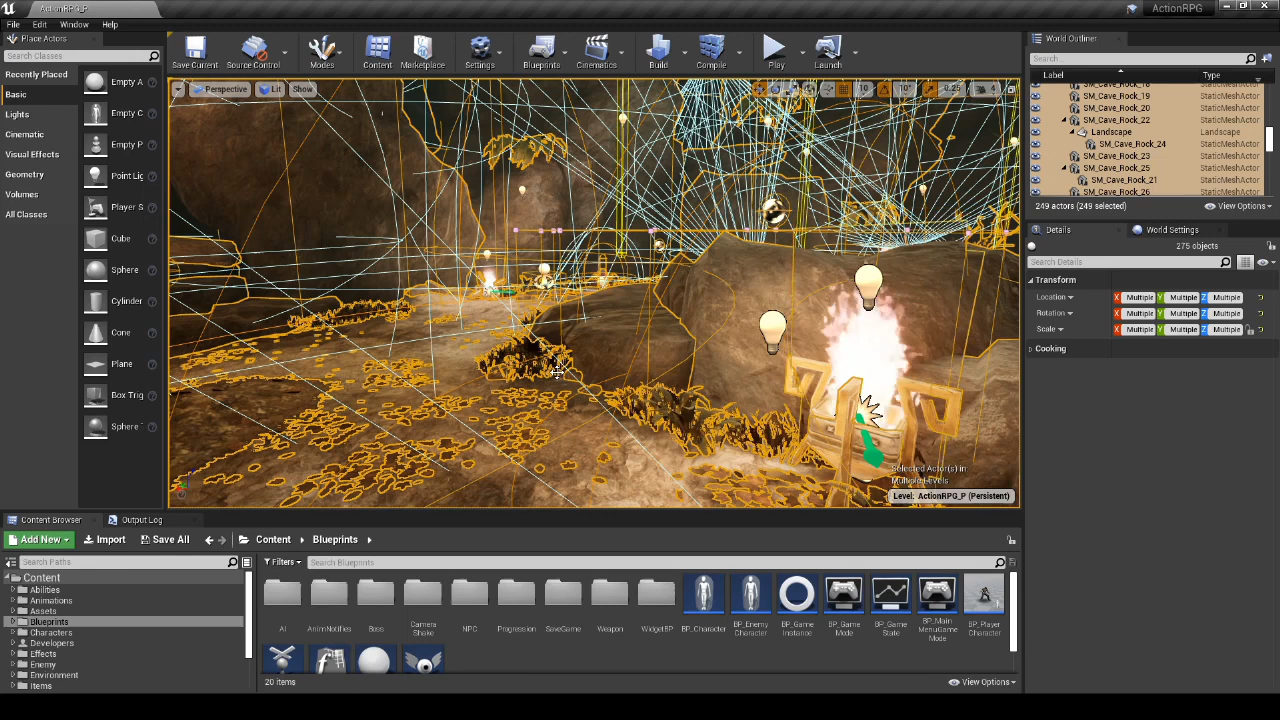 ActionRPG_P
ActionRPG
File Edit Window Help
Place Actors
Search Classes
Recently Placed
Basic
Lights
Cinematic
Visual Effects
Geometry
Volumes
All Classes
Empty A
Empty C
Empty P
Point Lig
Player S
Cube
Sphere
Cylinder
Cone
Plane
Box Trig
Sphere
Save Current
Source Control
Modes
Content
Marketplace
Settings
Blueprints
Cinematics
Build
Compile
Play
Launch
Perspective Lit Show
10 10° 0.25 4
Selected Actor(s) in
Multiple Levels
Level: ActionRPG_P (Persistent)
World Outliner
Search...
Label Type
SM_Cave_Rock_18 StaticMeshActor
SM_Cave_Rock_19 StaticMeshActor
SM_Cave_Rock_20 StaticMeshActor
SM_Cave_Rock_22 StaticMeshActor
Landscape Landscape
SM_Cave_Rock_24 StaticMeshActor
SM_Cave_Rock_23 StaticMeshActor
SM_Cave_Rock_25 StaticMeshActor
SM_Cave_Rock_21 StaticMeshActor
SM_Cave_Rock_26 StaticMeshActor
249 actors (249 selected) View Options
Details World Settings
275 objects
Search Details
Transform
Location X Multiple Y Multiple Z Multiple
Rotation X Multiple Y Multiple Z Multiple
Scale X Multiple Y Multiple Z Multiple
Cooking
Content Browser Output Log
Add New Import Save All Content Blueprints
Search Paths
Filters Search Blueprints
Content
Abilities
Animations
Assets
Blueprints
Characters
Developers
Effects
Enemy
Environment
Items
AI
AnimNotifies
Boss
Camera
Shake
NPC
Progression
SaveGame
Weapon
WidgetBP
BP_Character
BP_Enemy
Character
BP_Game
Instance
BP_Game
Mode
BP_Game
State
BP_Main
MenuGame
Mode
BP_Player
Character
20 items View Options